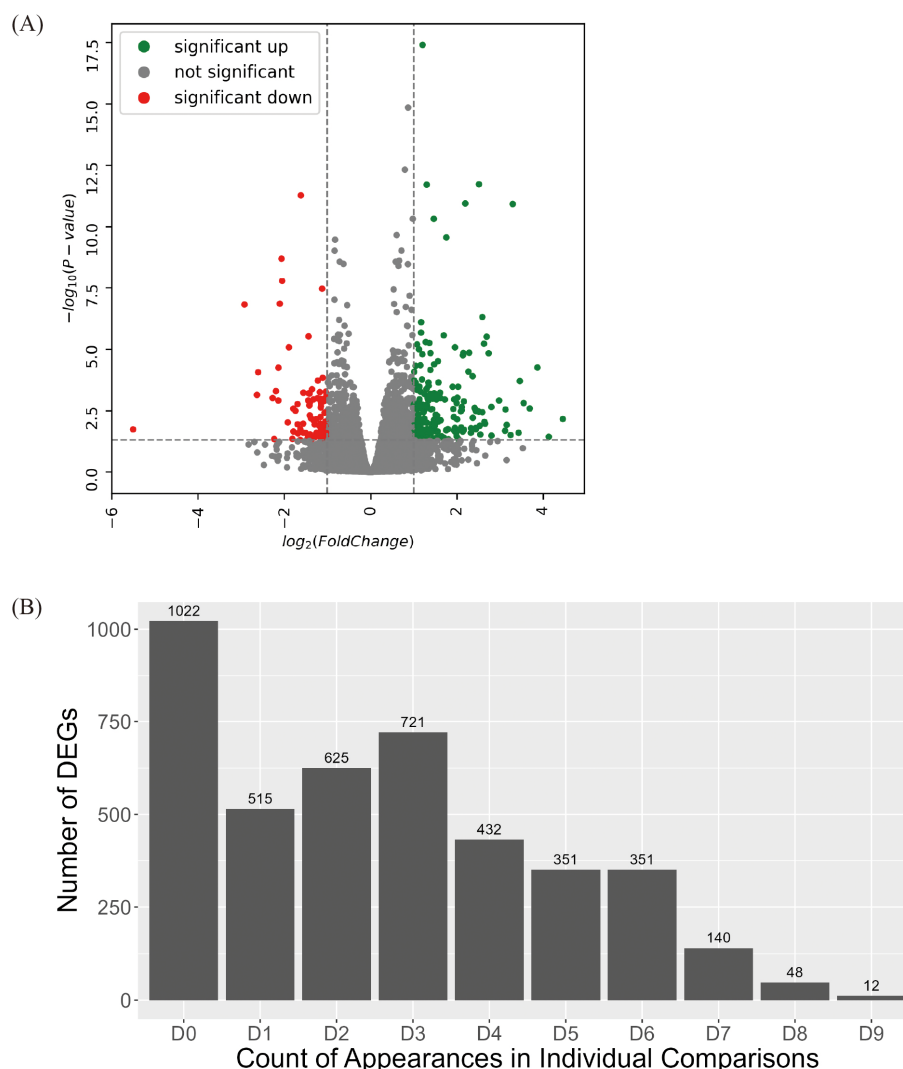 (A)
significant up
not significant
significant down
17.5
15.0
12.5
10.0
7.5
5.0
2.5
0.0
−log₁₀(P − value)
−6
−4
−2
0
2
4
log₂(FoldChange)
(B)
Number of DEGs
1000
750
500
250
0
1022
515
625
721
432
351
351
140
48
12
D0 D1 D2 D3 D4 D5 D6 D7 D8 D9
Count of Appearances in Individual Comparisons